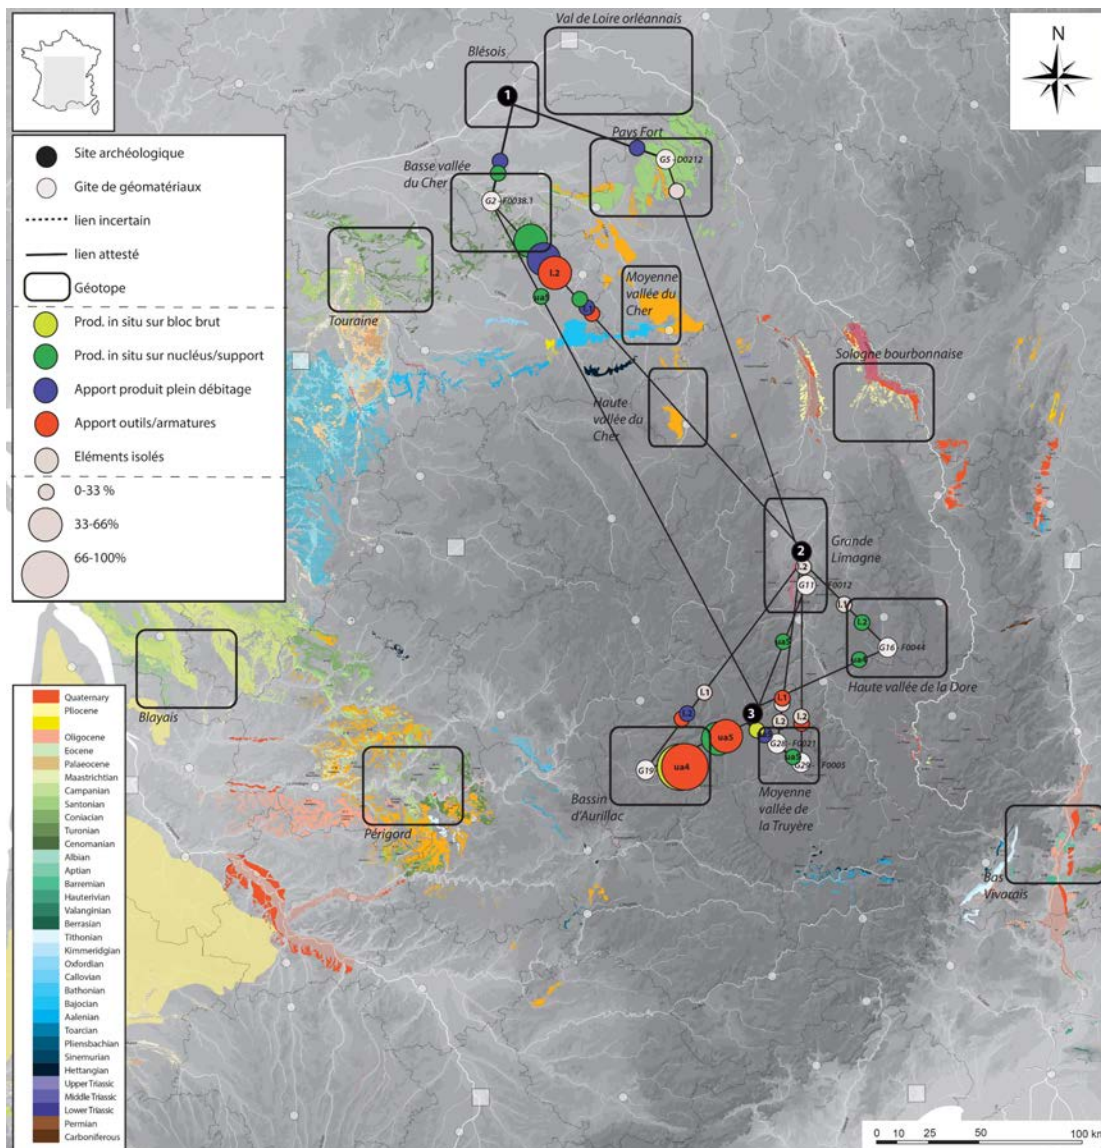 Val de Loire orléannais
N
Blésois
1
Pays Fort
G5 - D0212
Basse vallée
du Cher
G2 - F0038.1
Site archéologique
Gite de géomatériaux
lien incertain
lien attesté
Géotope
Prod. in situ sur bloc brut
Prod. in situ sur nucléus/support
Apport produit plein débitage
Apport outils/armatures
Eléments isolés
0-33 %
33-66%
66-100%
L2
ua5
Touraine
Moyenne
vallée du
Cher
Sologne bourbonnaise
Haute
vallée du
Cher
2
Grande
Limagne
L2
G11 - F0012
L1
L2
ua5
G16 - F0044
ua4
Haute vallée de la Dore
L1
L1
L2
3
L2
L2
ua5
ua5
G28 - F0021
ua5
G29 - F0005
G19
ua4
Bassin
d'Aurillac
Moyenne
vallée de
la Truyère
Blayais
Périgord
Bas
Vivarais
Quaternary
Pliocene
Oligocene
Eocene
Palaeocene
Maastrichtian
Campanian
Santonian
Coniacian
Turonian
Cenomanian
Albian
Aptian
Barremian
Hauterivian
Valanginian
Berrasian
Tithonian
Kimmeridgian
Oxfordian
Callovian
Bathonian
Bajocian
Aalenian
Toarcian
Pliensbachian
Sinemurian
Hettangian
Upper Triassic
Middle Triassic
Lower Triassic
Permian
Carboniferous
0 10 25 50 100 km